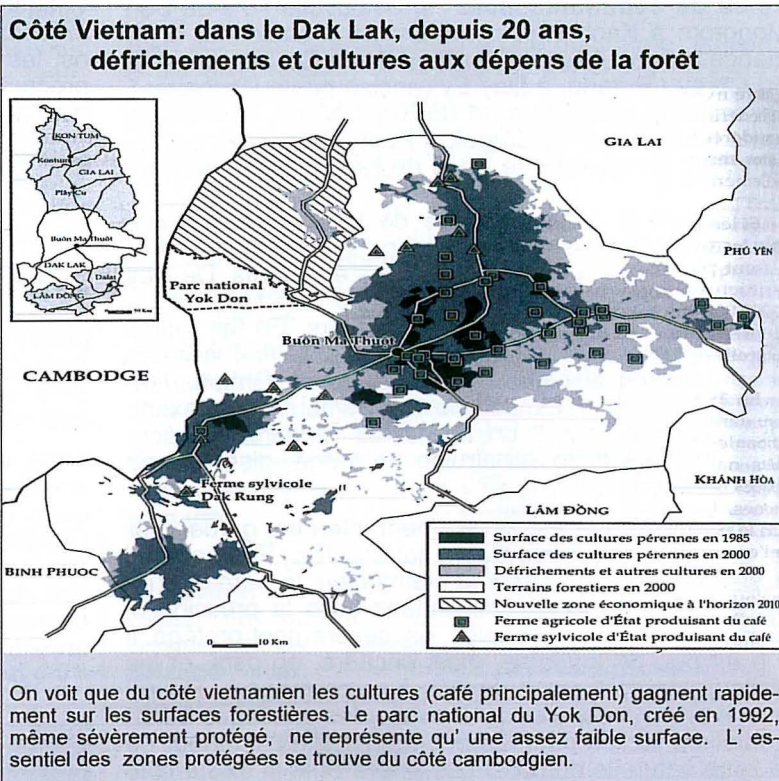 Côté Vietnam: dans le Dak Lak, depuis 20 ans,
défrichements et cultures aux dépens de la forêt
KON TUM
Kontum
GIA LAI
Plây Cu
Buôn Ma Thuôt
DAK LAK
Dalat
LÂM DÔNG
50 Km
GIA LAI
PHÚ YÊN
Parc national
Yok Don
Buôn Ma Thuôt
CAMBODGE
Ferme sylvicole
Dak Rung
KHÁNH HÒA
LÂM DÔNG
BINH PHUOC
0 10 Km
Surface des cultures pérennes en 1985
Surface des cultures pérennes en 2000
Défrichements et autres cultures en 2000
Terrains forestiers en 2000
Nouvelle zone économique à l'horizon 2010
Ferme agricole d'État produisant du café
Ferme sylvicole d'État produisant du café
On voit que du côté vietnamien les cultures (café principalement) gagnent rapide-
ment sur les surfaces forestières. Le parc national du Yok Don, créé en 1992,
même sévèrement protégé, ne représente qu' une assez faible surface. L' es-
sentiel des zones protégées se trouve du côté cambodgien.